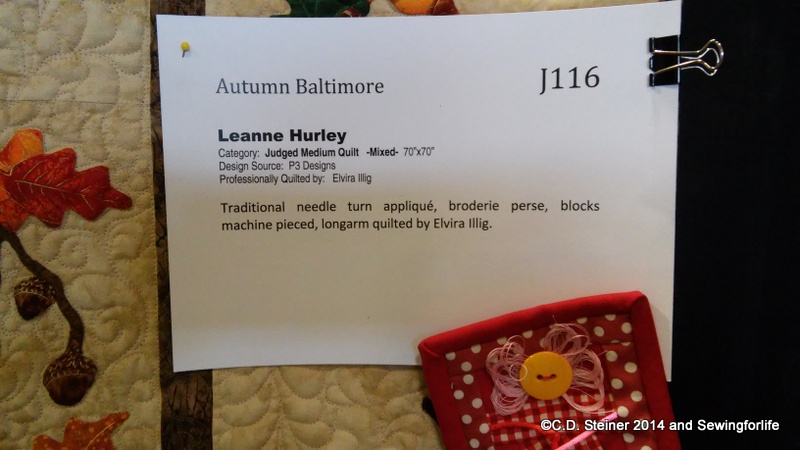 Autumn Baltimore J116
Leanne Hurley
Category: Judged Medium Quilt -Mixed- 70"x70"
Design Source: P3 Designs
Professionally Quilted by: Elvira Illig
Traditional needle turn appliqué, broderie perse, blocks
machine pieced, longarm quilted by Elvira Illig.
©C.D. Steiner 2014 and Sewingforlife